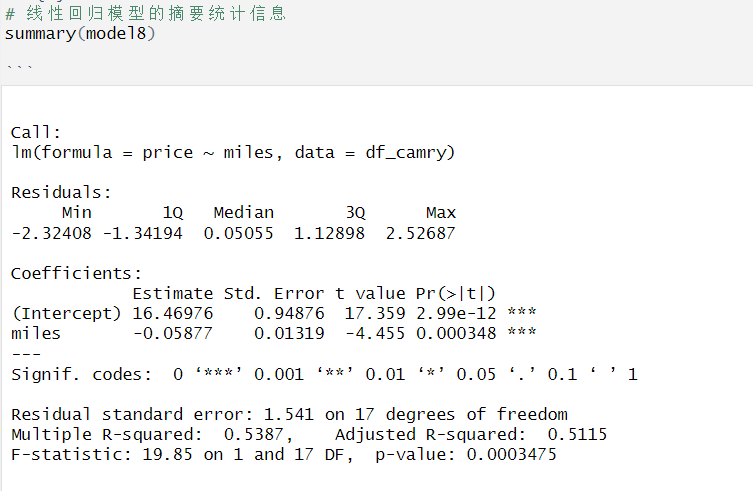 # 线性回归模型的摘要统计信息
summary(model8)
```
Call:
lm(formula = price ~ miles, data = df_camry)
Residuals:
     Min       1Q   Median       3Q      Max
-2.32408 -1.34194  0.05055  1.12898  2.52687
Coefficients:
            Estimate Std. Error t value Pr(>|t|)
(Intercept) 16.46976    0.94876  17.359 2.99e-12 ***
miles       -0.05877    0.01319  -4.455 0.000348 ***
---
Signif. codes:  0 ‘***’ 0.001 ‘**’ 0.01 ‘*’ 0.05 ‘.’ 0.1 ‘ ’ 1
Residual standard error: 1.541 on 17 degrees of freedom
Multiple R-squared:  0.5387,    Adjusted R-squared:  0.5115
F-statistic: 19.85 on 1 and 17 DF,  p-value: 0.0003475